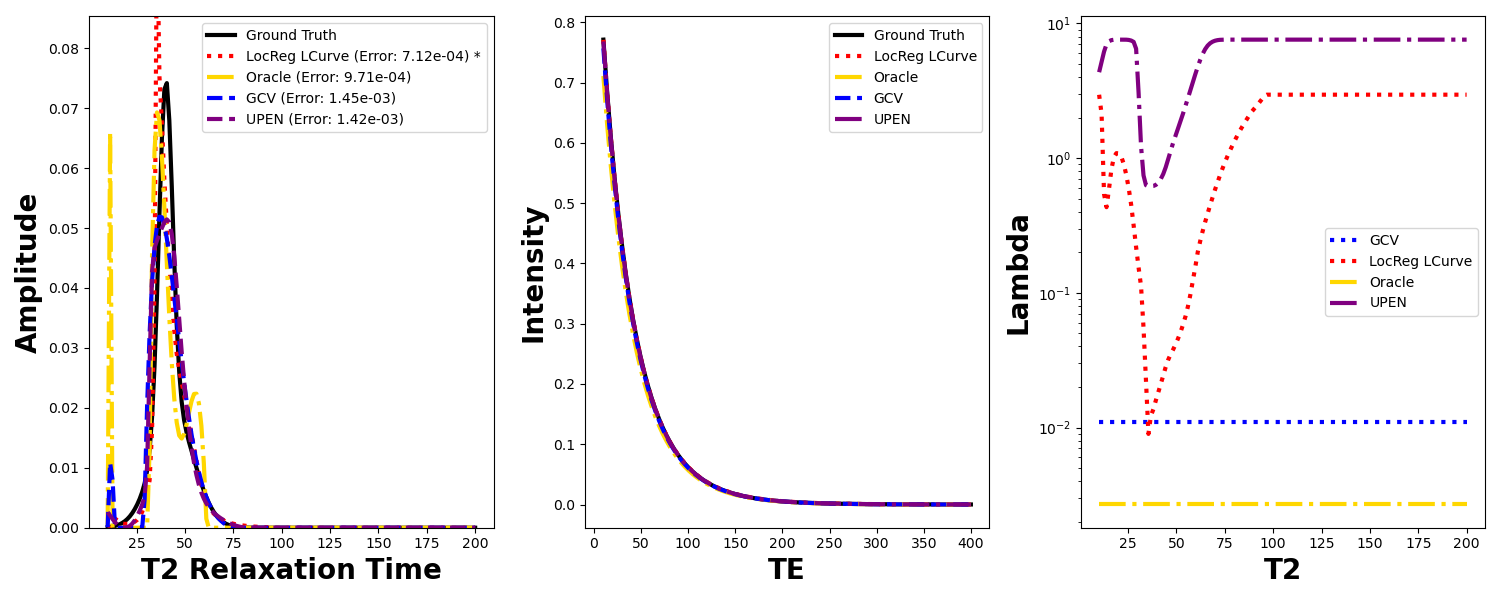 Amplitude
0.00
0.01
0.02
0.03
0.04
0.05
0.06
0.07
0.08
25
50
75
100
125
150
175
200
T2 Relaxation Time
Ground Truth
LocReg LCurve (Error: 7.12e-04) *
Oracle (Error: 9.71e-04)
GCV (Error: 1.45e-03)
UPEN (Error: 1.42e-03)
Intensity
0.0
0.1
0.2
0.3
0.4
0.5
0.6
0.7
0.8
0
50
100
150
200
250
300
350
400
TE
Ground Truth
LocReg LCurve
Oracle
GCV
UPEN
Lambda
10⁻²
10⁻¹
10⁰
10¹
25
50
75
100
125
150
175
200
T2
GCV
LocReg LCurve
Oracle
UPEN